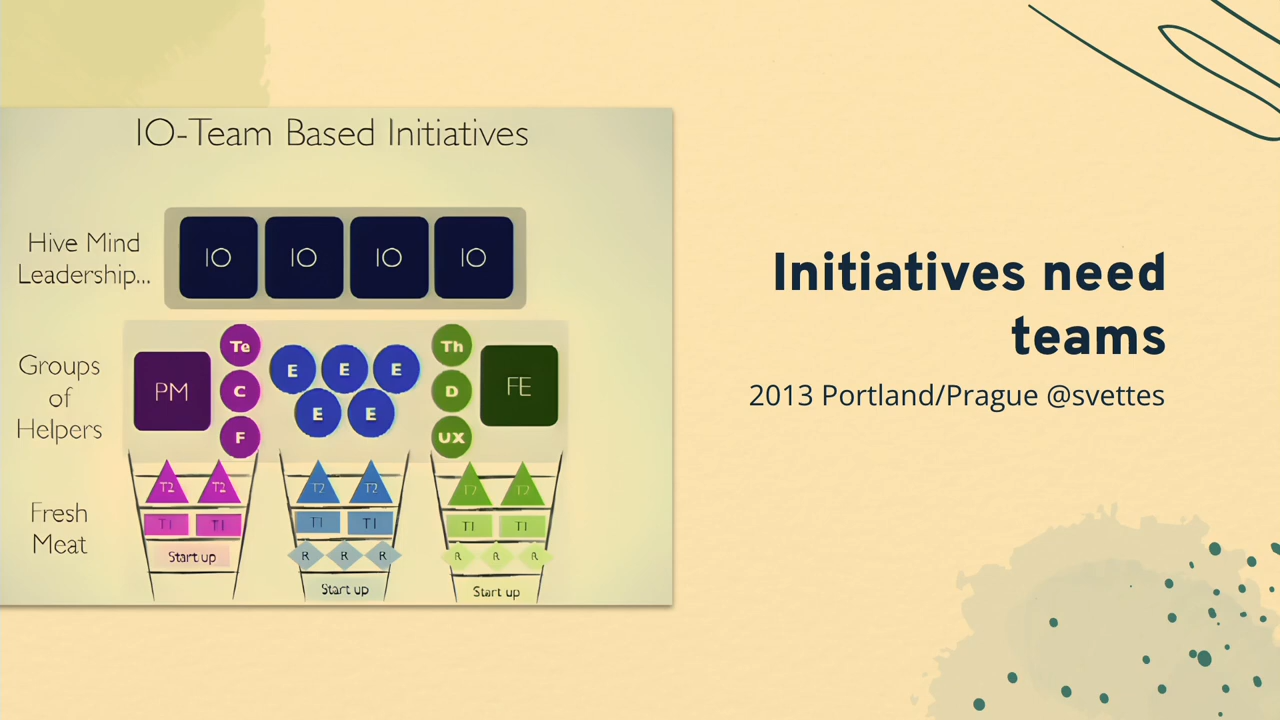 IO-Team Based Initiatives
Hive Mind
Leadership...
IO IO IO IO
Groups
of
Helpers
PM
Te
C
F
E E E
E E
Th
D
UX
FE
Fresh
Meat
T2 T2
T1 T1
Start up
T2 T2
T1 T1
R R R
Start up
T2 T2
T1 T1
R R R
Start up
Initiatives need
teams
2013 Portland/Prague @svettes